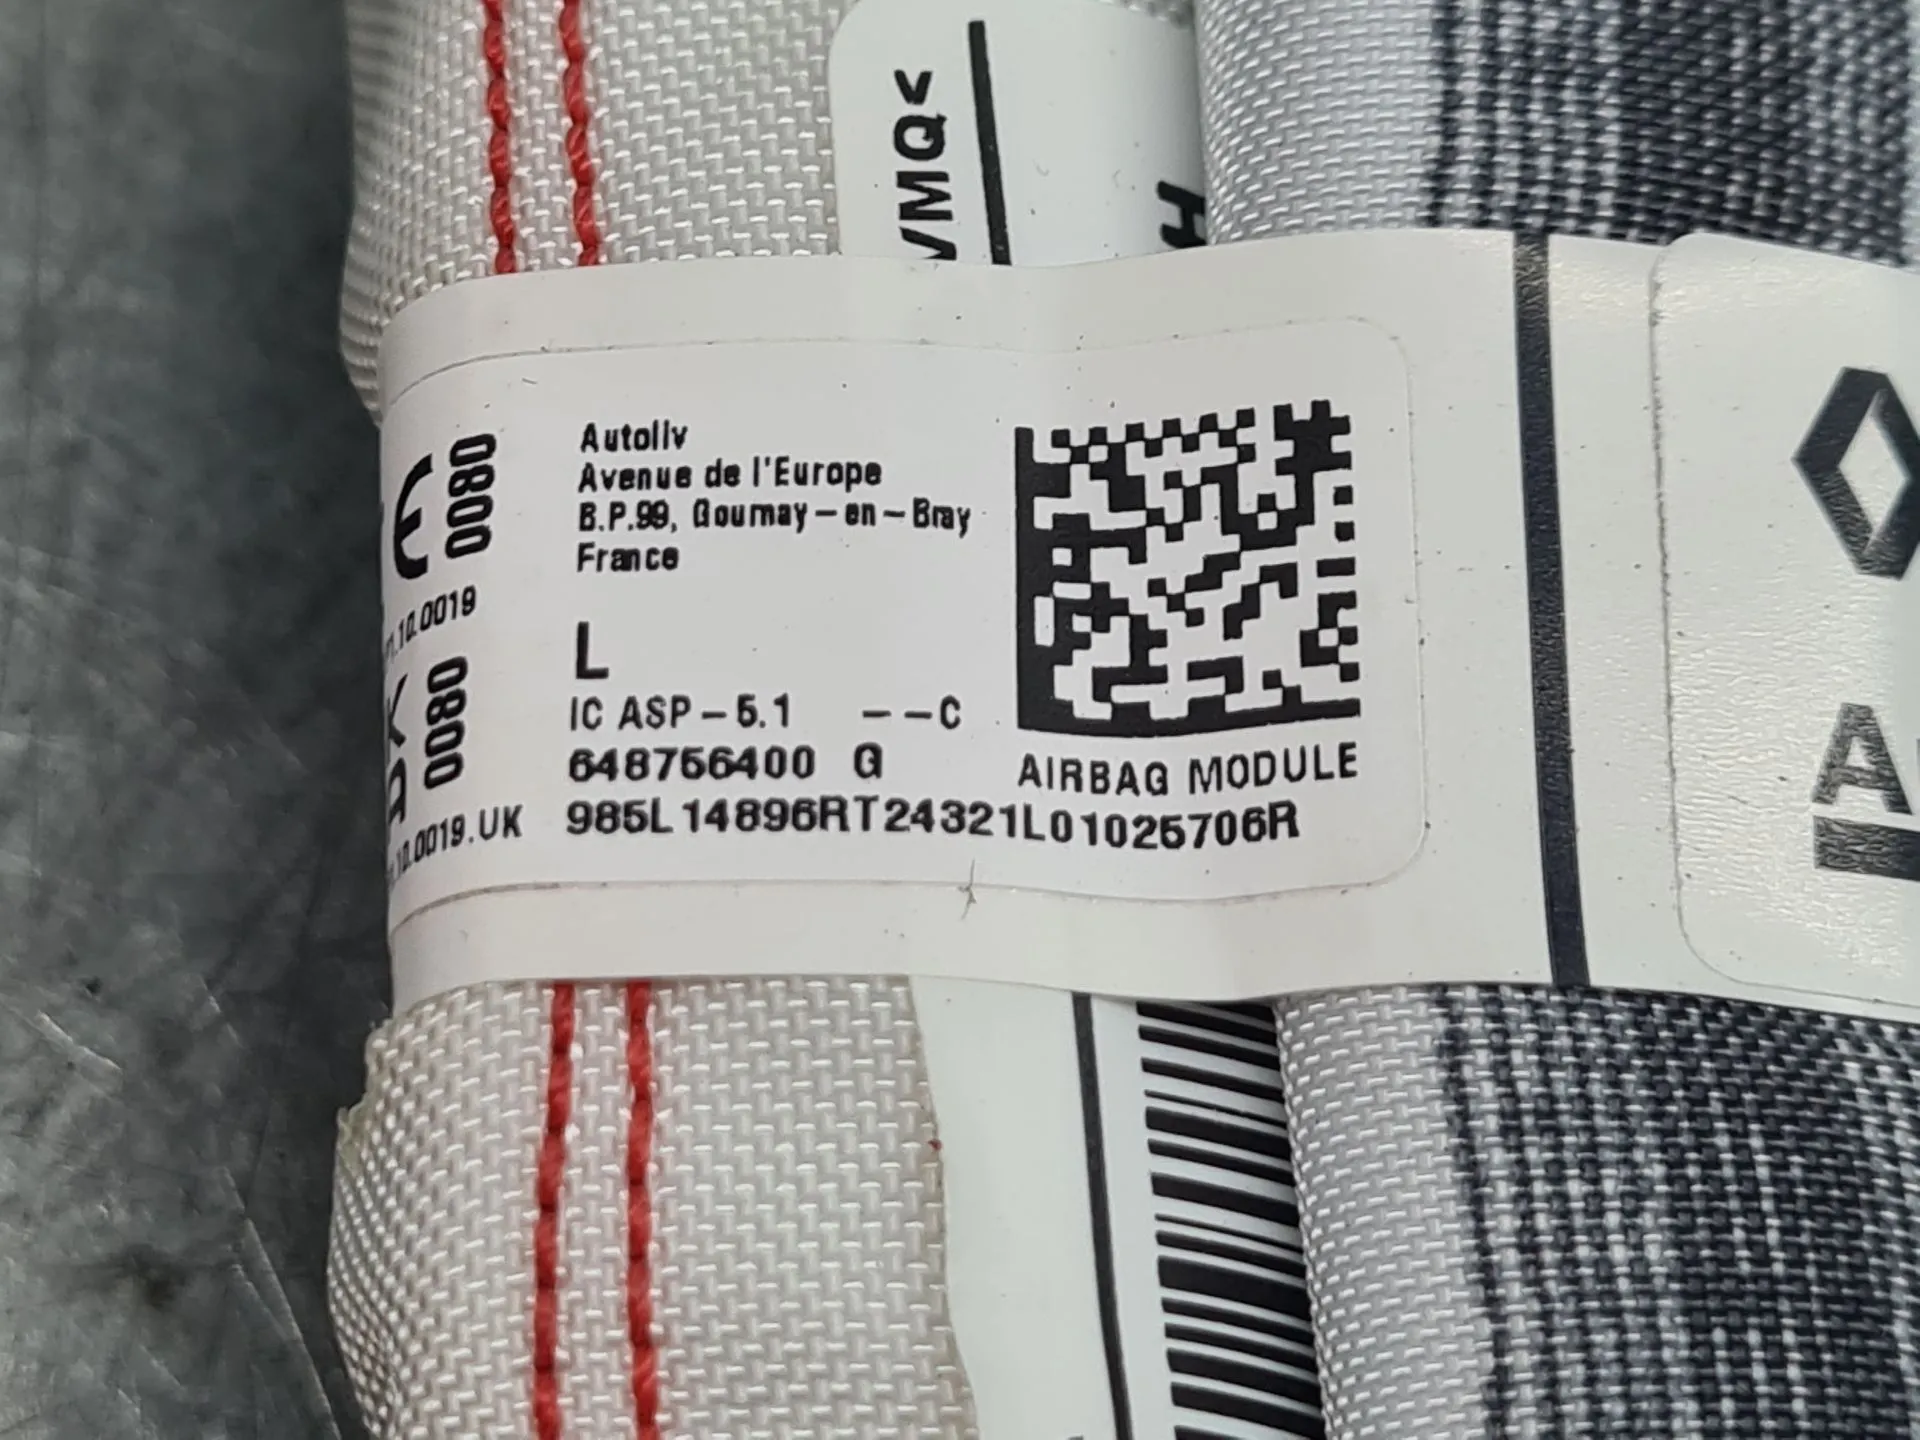 VMQ<
H
0080
.10.0019
0080
.10.0019.UK
Autoliv
Avenue de l'Europe
B.P.99, Gournay-en-Bray
France
L
IC ASP-5.1 --C
648756400 G
985L14896RT24321L01025706R
AIRBAG MODULE
A